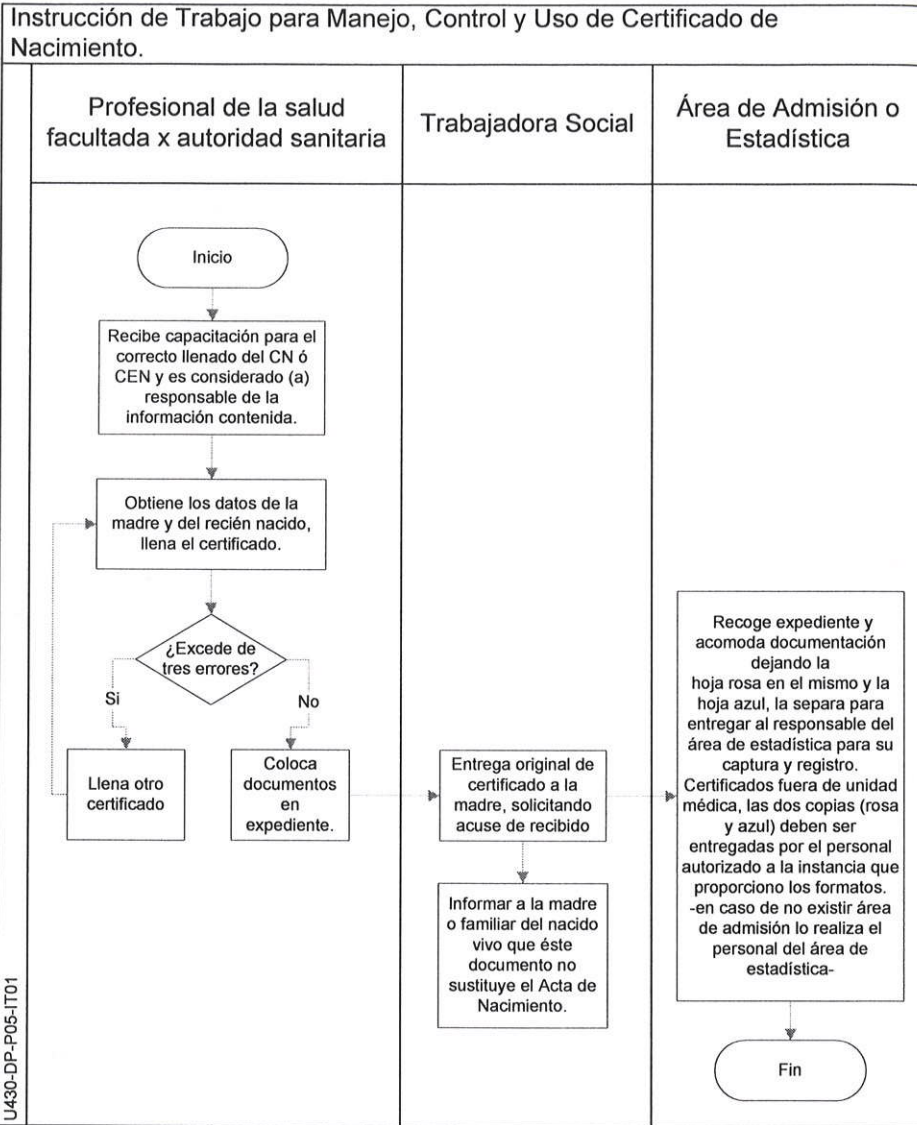 Instrucción de Trabajo para Manejo, Control y Uso de Certificado de
Nacimiento.
Profesional de la salud
facultada x autoridad sanitaria
Trabajadora Social
Área de Admisión o
Estadística
Inicio
Recibe capacitación para el
correcto llenado del CN ó
CEN y es considerado (a)
responsable de la
información contenida.
Obtiene los datos de la
madre y del recién nacido,
llena el certificado.
¿Excede de
tres errores?
Si
No
Llena otro
certificado
Coloca
documentos
en
expediente.
Entrega original de
certificado a la
madre, solicitando
acuse de recibido
Informar a la madre
o familiar del nacido
vivo que éste
documento no
sustituye el Acta de
Nacimiento.
Recoge expediente y
acomoda documentación
dejando la
hoja rosa en el mismo y la
hoja azul, la separa para
entregar al responsable del
área de estadística para su
captura y registro.
Certificados fuera de unidad
médica, las dos copias (rosa
y azul) deben ser
entregadas por el personal
autorizado a la instancia que
proporciono los formatos.
-en caso de no existir área
de admisión lo realiza el
personal del área de
estadística-
Fin
U430-DP-P05-IT01